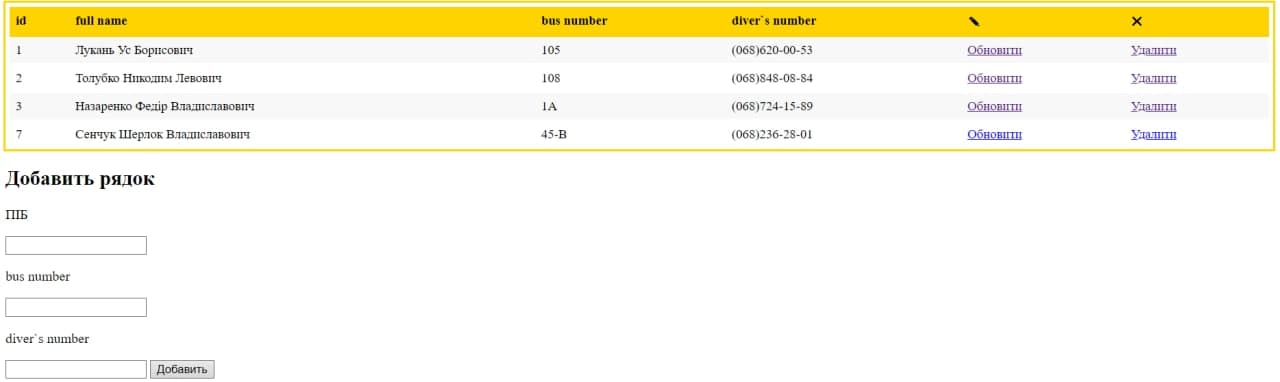 id full name bus number diver`s number ✎ ✕
1 Лукань Ус Борисович 105 (068)620-00-53 Обновити Удалити
2 Толубко Никодим Левович 108 (068)848-08-84 Обновити Удалити
3 Назаренко Федір Владиславович 1А (068)724-15-89 Обновити Удалити
7 Сенчук Шерлок Владиславович 45-В (068)236-28-01 Обновити Удалити
Добавить рядок
ПІБ
bus number
diver`s number
Добавить